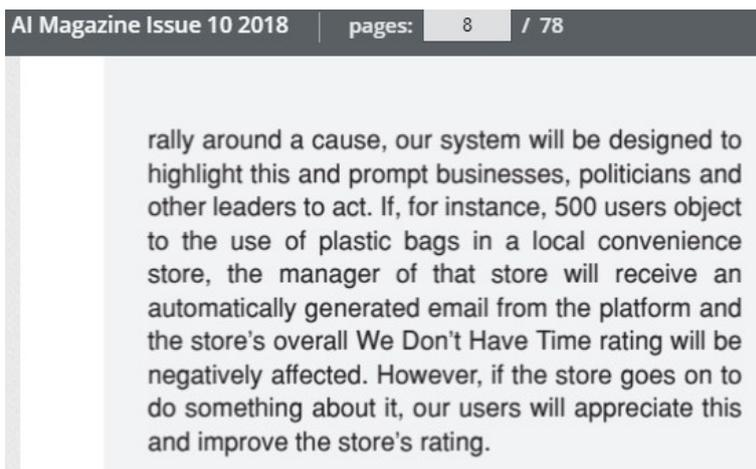 AI Magazine Issue 10 2018 pages: 8 / 78
rally around a cause, our system will be designed to
highlight this and prompt businesses, politicians and
other leaders to act. If, for instance, 500 users object
to the use of plastic bags in a local convenience
store, the manager of that store will receive an
automatically generated email from the platform and
the store's overall We Don't Have Time rating will be
negatively affected. However, if the store goes on to
do something about it, our users will appreciate this
and improve the store's rating.